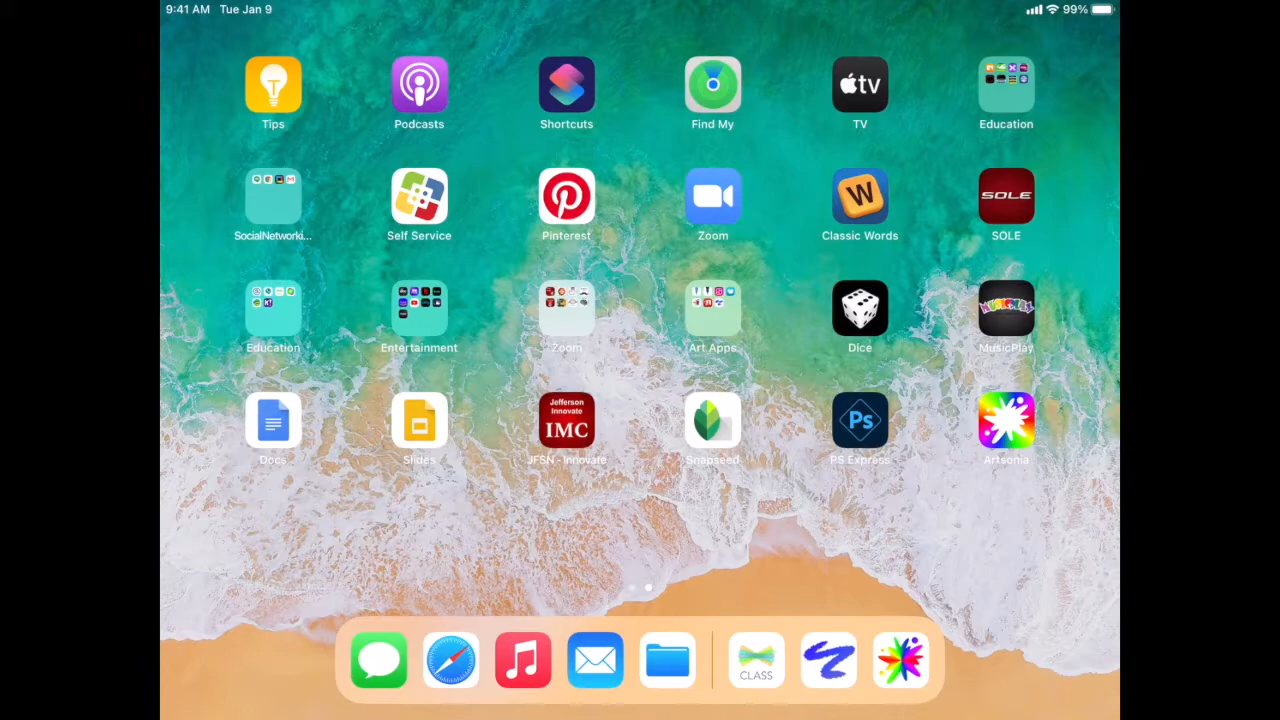 9:41 AM Tue Jan 9 99%
Tips Podcasts Shortcuts Find My TV Education
tv
SocialNetworki... Self Service Pinterest Zoom Classic Words SOLE
W
SOLE
Education Entertainment Zoom Art Apps Dice MusicPlay
MUSICPLAY
Jefferson
Innovate
IMC
Ps
Docs Slides JFSN - Innovate Snapseed PS Express Artsonia
CLASS